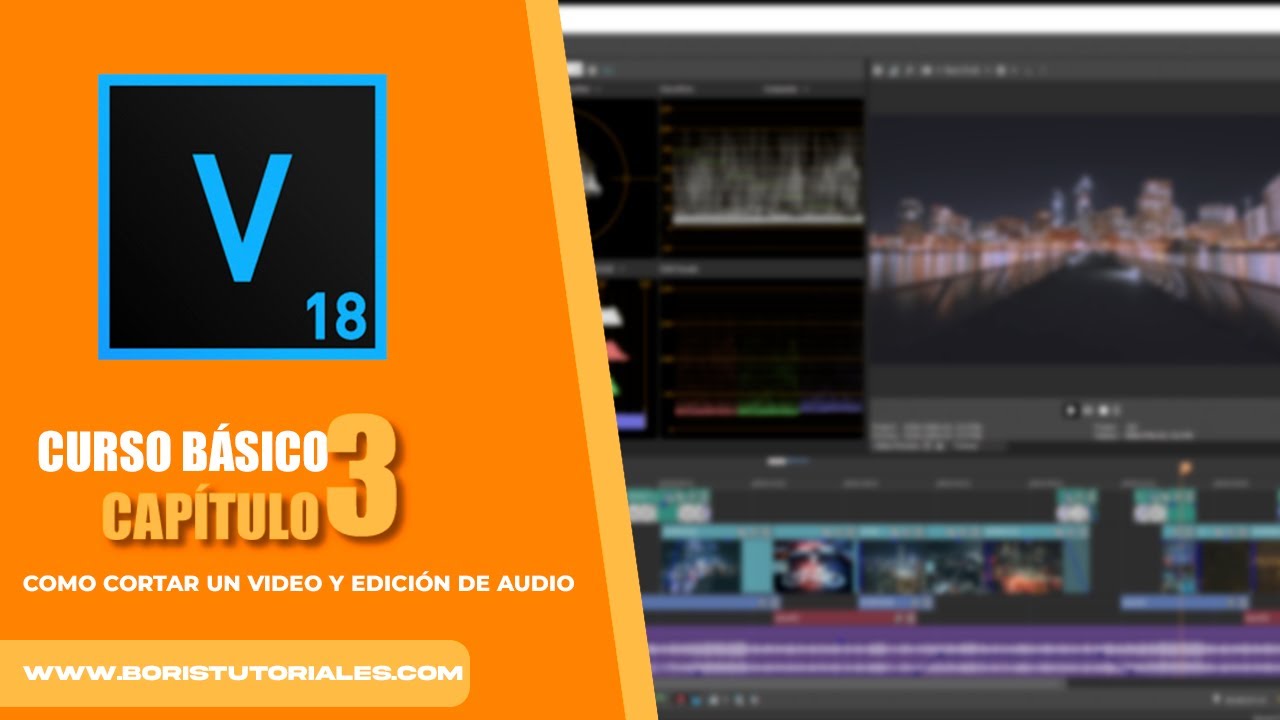 V
18
CURSO BÁSICO
CAPÍTULO 3
COMO CORTAR UN VIDEO Y EDICIÓN DE AUDIO
WWW.BORISTUTORIALES.COM